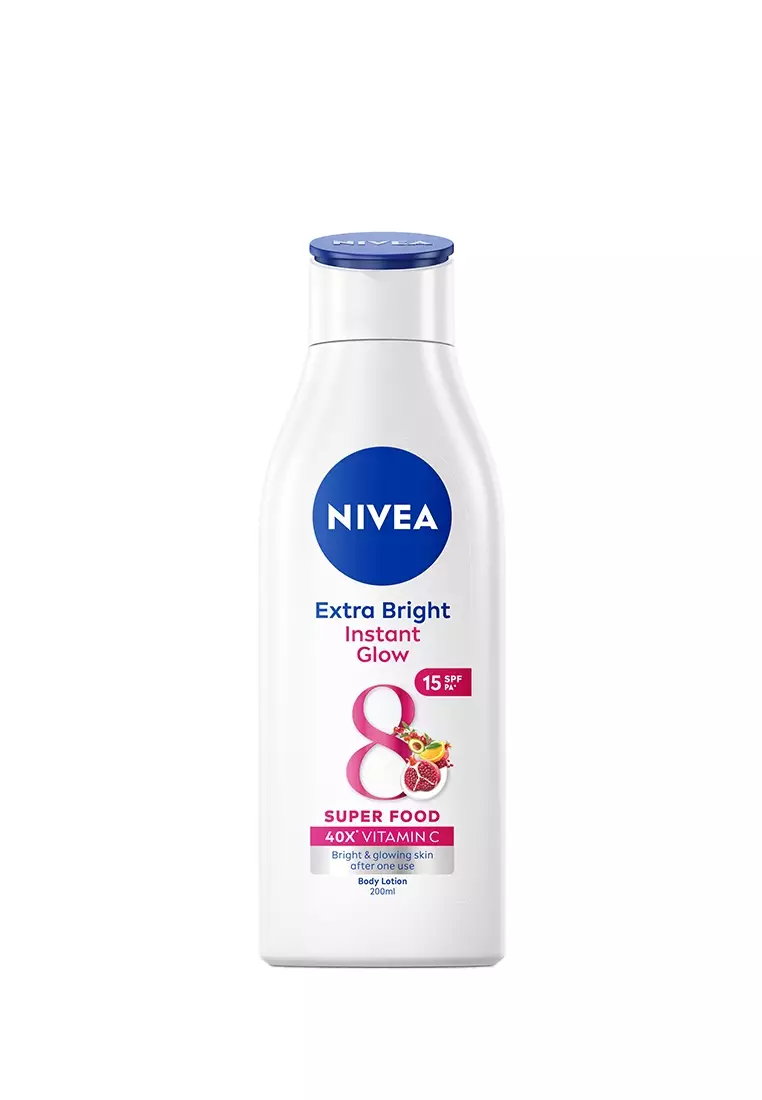 NIVEA
NIVEA
Extra Bright
Instant
Glow
15 SPF
PA+
8
SUPER FOOD
40X* VITAMIN C
Bright & glowing skin
after one use
Body Lotion
200ml